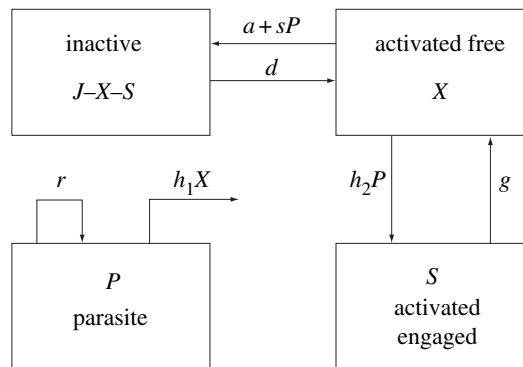 inactive
J–X–S
a + sP
d
activated free
X
r
h₁X
h₂P
g
P
parasite
S
activated
engaged